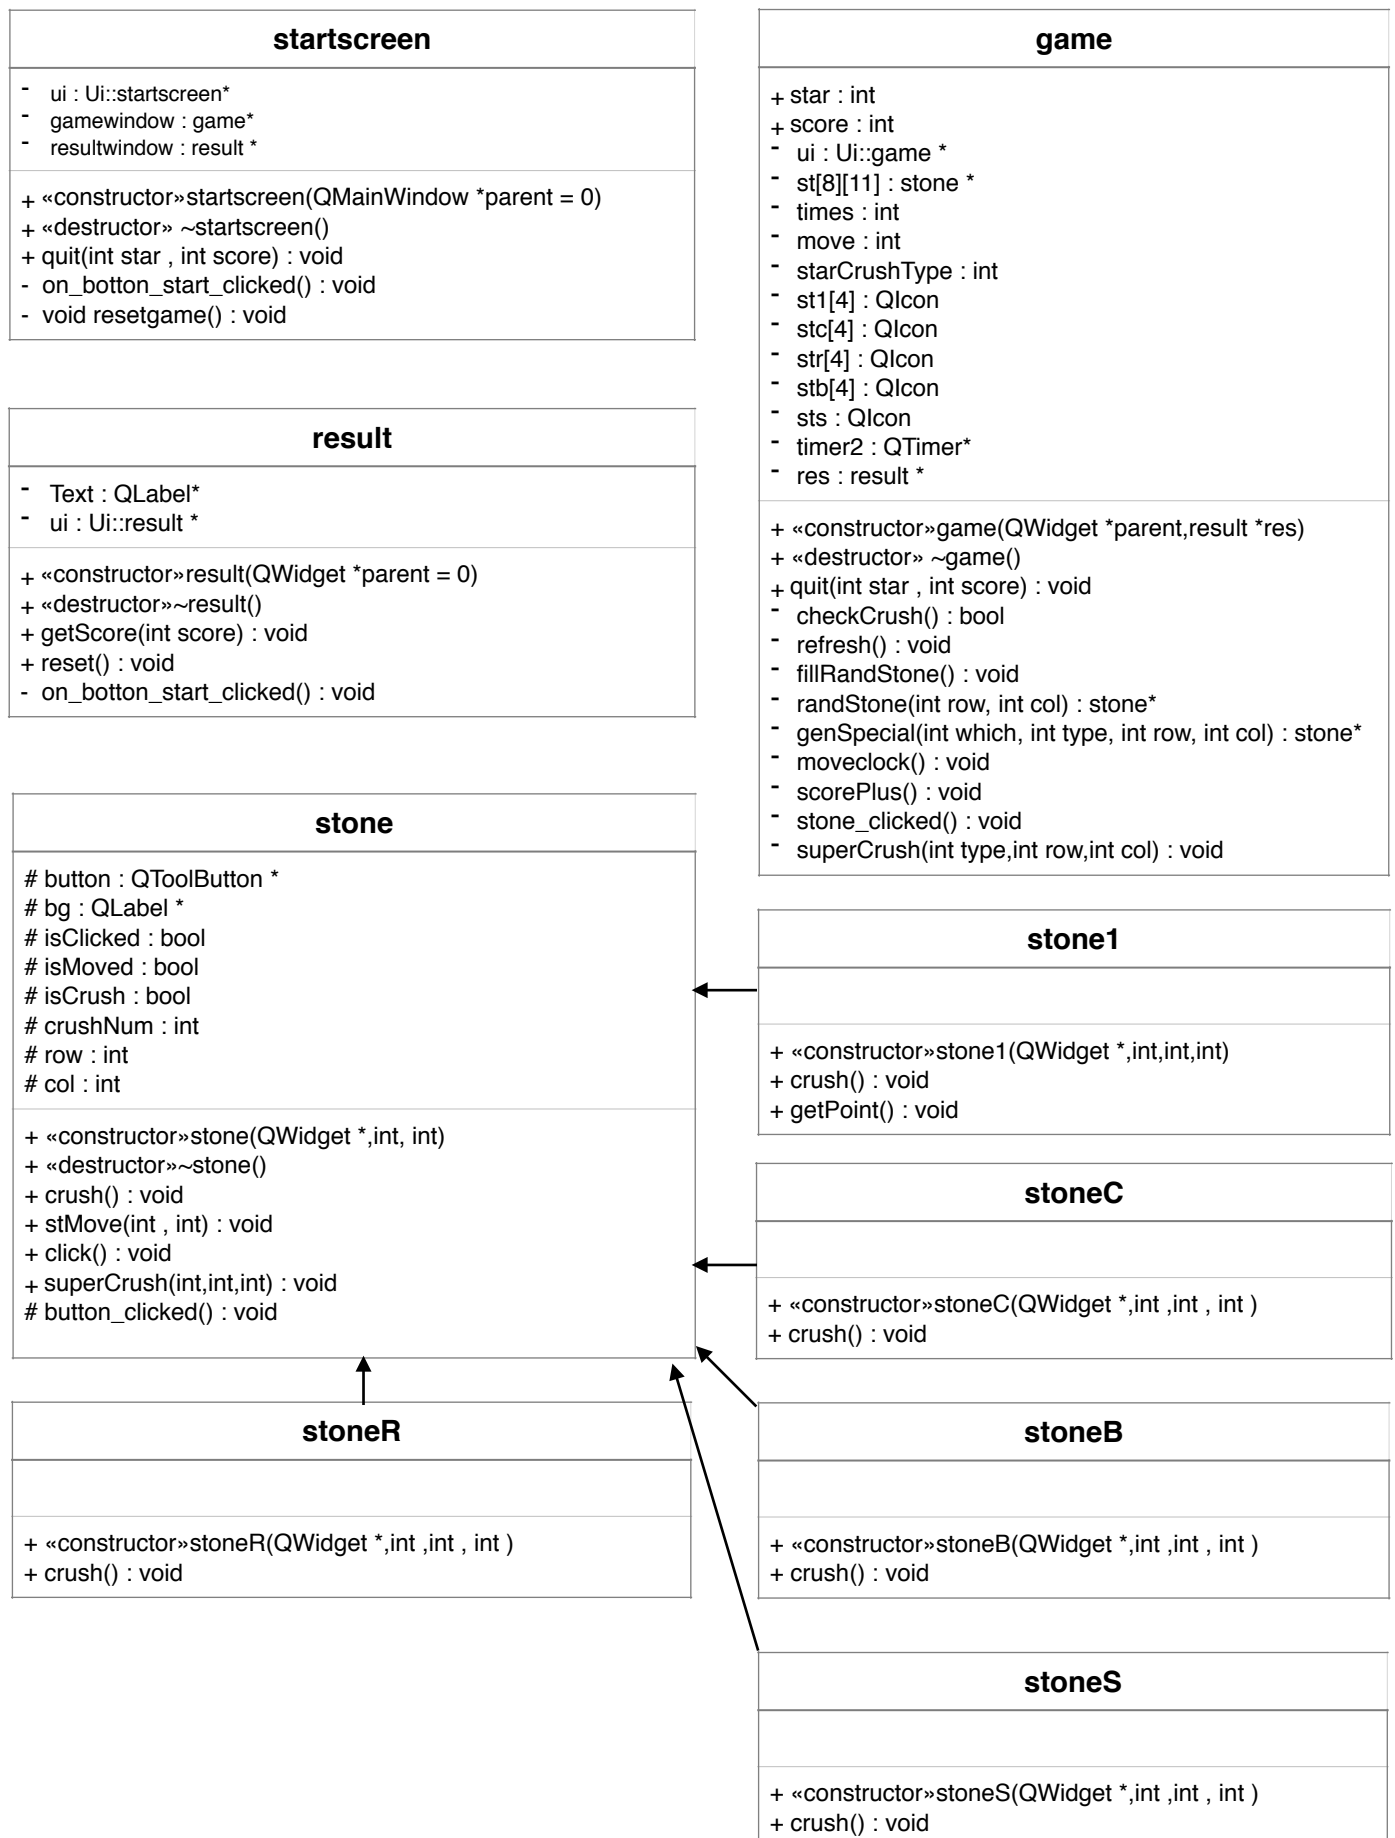 startscreen
- ui : Ui::startscreen*
- gamewindow : game*
- resultwindow : result *
+ «constructor»startscreen(QMainWindow *parent = 0)
+ «destructor» ~startscreen()
+ quit(int star , int score) : void
- on_botton_start_clicked() : void
- void resetgame() : void
result
- Text : QLabel*
- ui : Ui::result *
+ «constructor»result(QWidget *parent = 0)
+ «destructor»~result()
+ getScore(int score) : void
+ reset() : void
- on_botton_start_clicked() : void
game
+ star : int
+ score : int
- ui : Ui::game *
- st[8][11] : stone *
- times : int
- move : int
- starCrushType : int
- st1[4] : QIcon
- stc[4] : QIcon
- str[4] : QIcon
- stb[4] : QIcon
- sts : QIcon
- timer2 : QTimer*
- res : result *
+ «constructor»game(QWidget *parent,result *res)
+ «destructor» ~game()
+ quit(int star , int score) : void
- checkCrush() : bool
- refresh() : void
- fillRandStone() : void
- randStone(int row, int col) : stone*
- genSpecial(int which, int type, int row, int col) : stone*
- moveclock() : void
- scorePlus() : void
- stone_clicked() : void
- superCrush(int type,int row,int col) : void
stone
# button : QToolButton *
# bg : QLabel *
# isClicked : bool
# isMoved : bool
# isCrush : bool
# crushNum : int
# row : int
# col : int
+ «constructor»stone(QWidget *,int, int)
+ «destructor»~stone()
+ crush() : void
+ stMove(int , int) : void
+ click() : void
+ superCrush(int,int,int) : void
# button_clicked() : void
stone1
+ «constructor»stone1(QWidget *,int,int,int)
+ crush() : void
+ getPoint() : void
stoneC
+ «constructor»stoneC(QWidget *,int ,int , int )
+ crush() : void
stoneR
+ «constructor»stoneR(QWidget *,int ,int , int )
+ crush() : void
stoneB
+ «constructor»stoneB(QWidget *,int ,int , int )
+ crush() : void
stoneS
+ «constructor»stoneS(QWidget *,int ,int , int )
+ crush() : void